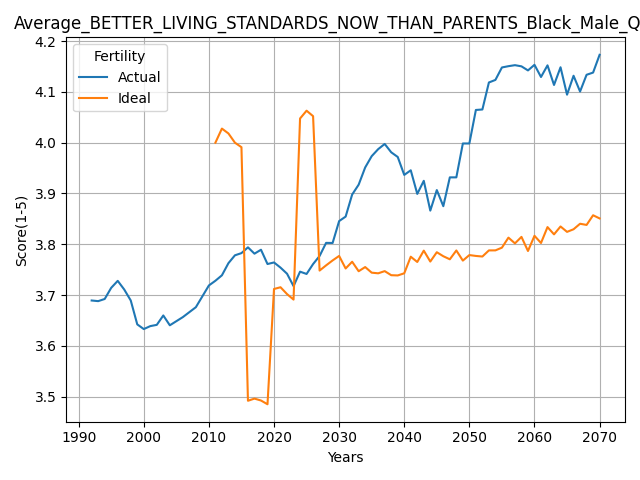 Average_BETTER_LIVING_STANDARDS_NOW_THAN_PARENTS_Black_Male_Q
Fertility
Actual
Ideal
4.2
4.1
4.0
3.9
3.8
3.7
3.6
3.5
Score(1-5)
1990 2000 2010 2020 2030 2040 2050 2060 2070
Years